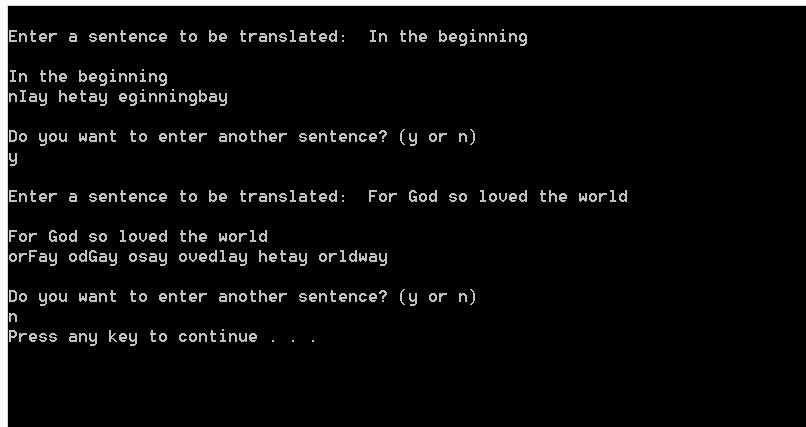 Enter a sentence to be translated:  In the beginning
In the beginning
nIay hetay eginningbay
Do you want to enter another sentence? (y or n)
y
Enter a sentence to be translated:  For God so loved the world
For God so loved the world
orFay odGay osay ovedlay hetay orldway
Do you want to enter another sentence? (y or n)
n
Press any key to continue . . .